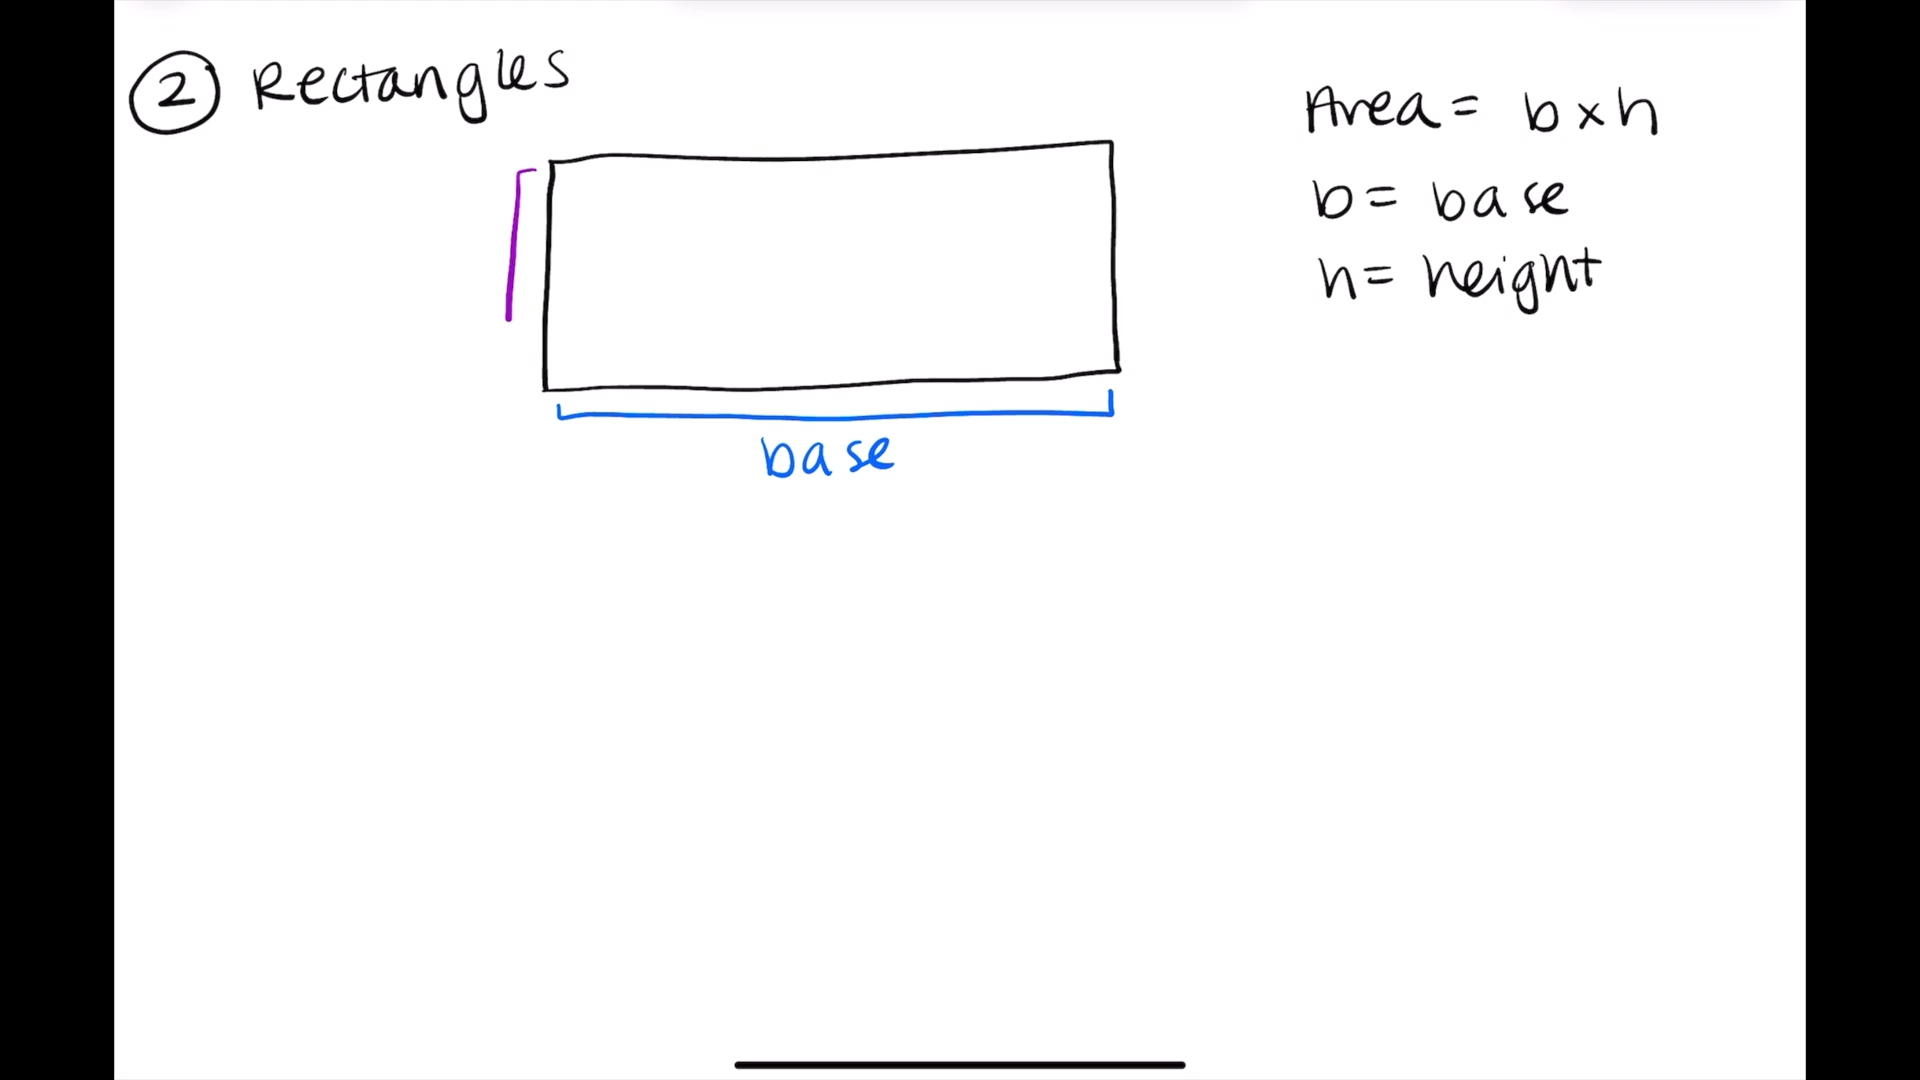 ② Rectangles
Area = b x h
b = base
h = height
base